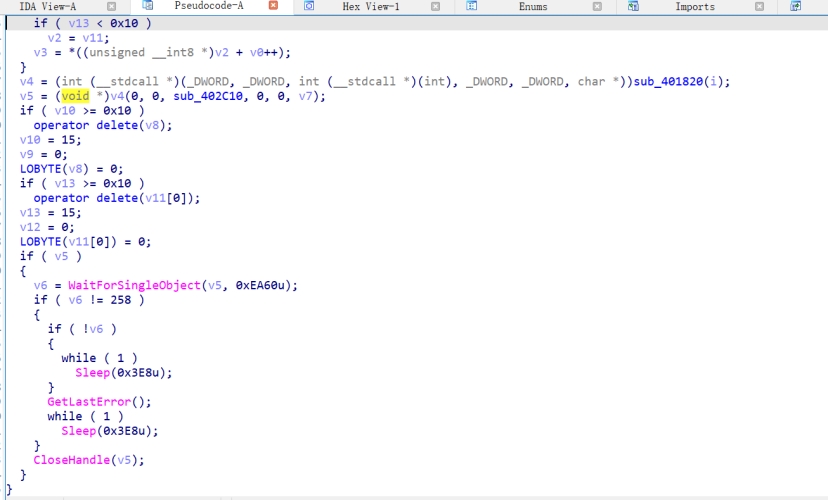 IDA View-A Pseudocode-A Hex View-1 Enums Imports
if ( v13 < 0x10 )
v2 = v11;
v3 = *((unsigned __int8 *)v2 + v0++);
}
v4 = (int (__stdcall *)(_DWORD, _DWORD, int (__stdcall *)(int), _DWORD, _DWORD, char *))sub_401820(i);
v5 = (void *)v4(0, 0, sub_402C10, 0, 0, v7);
if ( v10 >= 0x10 )
operator delete(v8);
v10 = 15;
v9 = 0;
LOBYTE(v8) = 0;
if ( v13 >= 0x10 )
operator delete(v11[0]);
v13 = 15;
v12 = 0;
LOBYTE(v11[0]) = 0;
if ( v5 )
{
v6 = WaitForSingleObject(v5, 0xEA60u);
if ( v6 != 258 )
{
if ( !v6 )
{
while ( 1 )
Sleep(0x3E8u);
}
GetLastError();
while ( 1 )
Sleep(0x3E8u);
}
CloseHandle(v5);
}
}